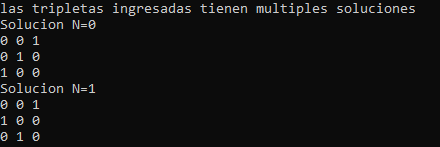 las tripletas ingresadas tienen multiples soluciones
Solucion N=0
0 0 1
0 1 0
1 0 0
Solucion N=1
0 0 1
1 0 0
0 1 0